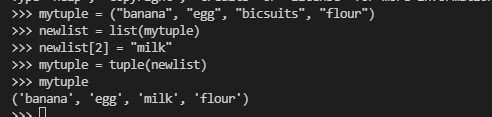 >>> mytuple = ("banana", "egg", "bicsuits", "flour")
>>> newlist = list(mytuple)
>>> newlist[2] = "milk"
>>> mytuple = tuple(newlist)
>>> mytuple
('banana', 'egg', 'milk', 'flour')
>>>